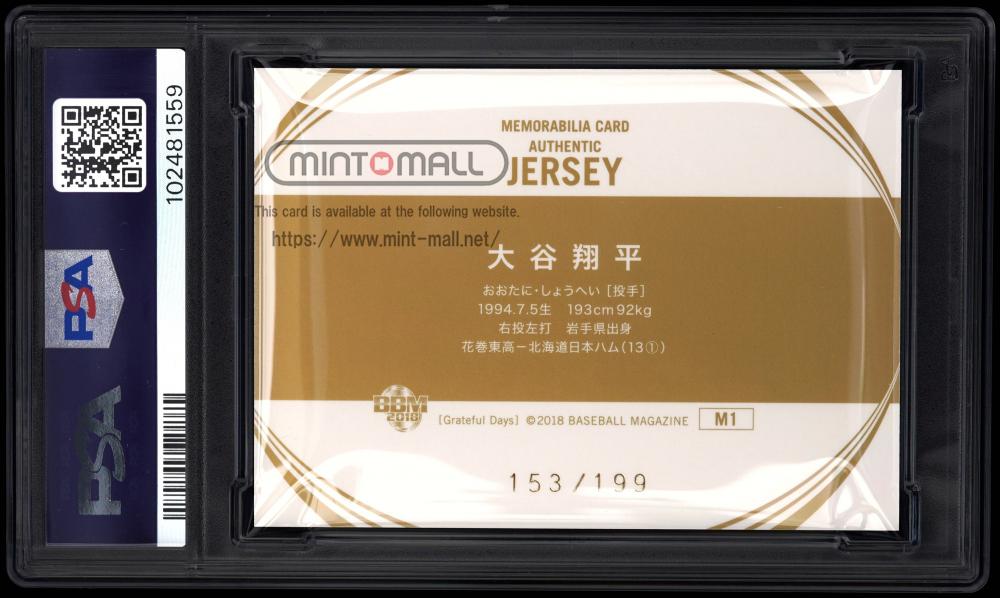 102481559
PSA
PSA
MEMORABILIA CARD
AUTHENTIC
JERSEY
MINT MALL
This card is available at the following website.
https://www.mint-mall.net/
大谷翔平
おおたに・しょうへい［投手］
1994.7.5生 193cm92kg
右投左打 岩手県出身
花巻東高－北海道日本ハム(13①)
BBM
2018
[Grateful Days] ©2018 BASEBALL MAGAZINE M1
153/199